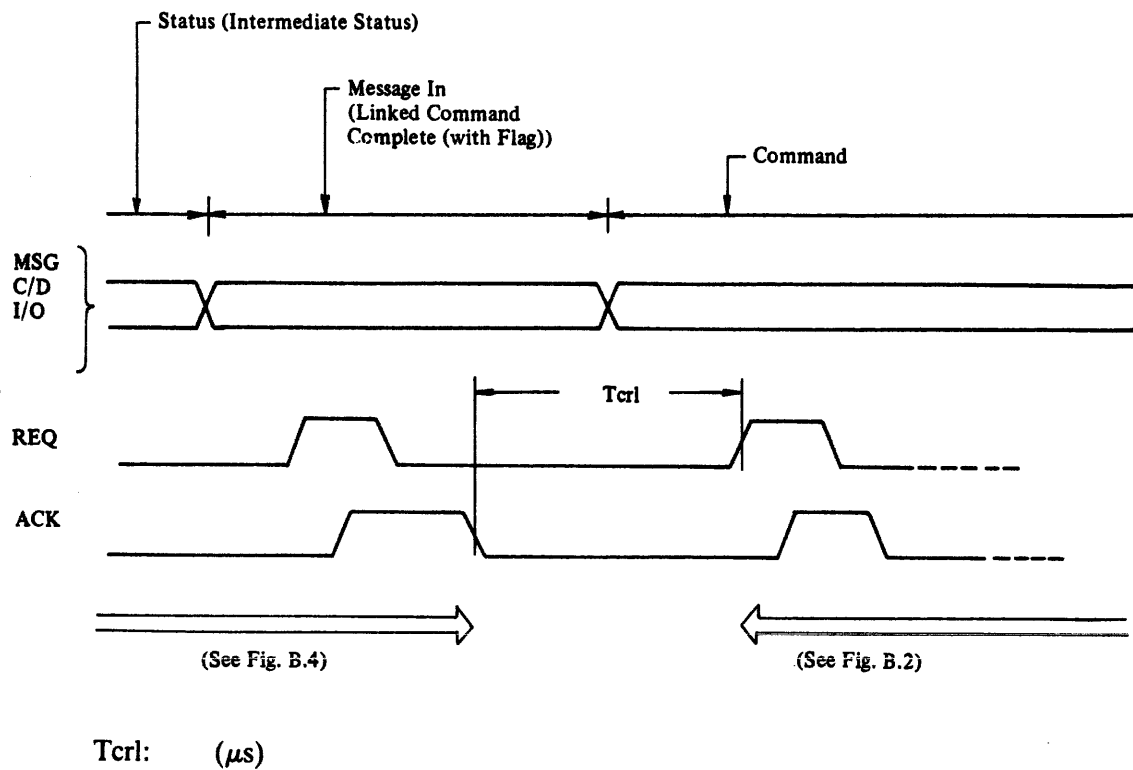 Status (Intermediate Status)
Message In
(Linked Command
Complete (with Flag))
Command
MSG
C/D
I/O
Tcrl
REQ
ACK
(See Fig. B.4)
(See Fig. B.2)
Tcrl: (μs)